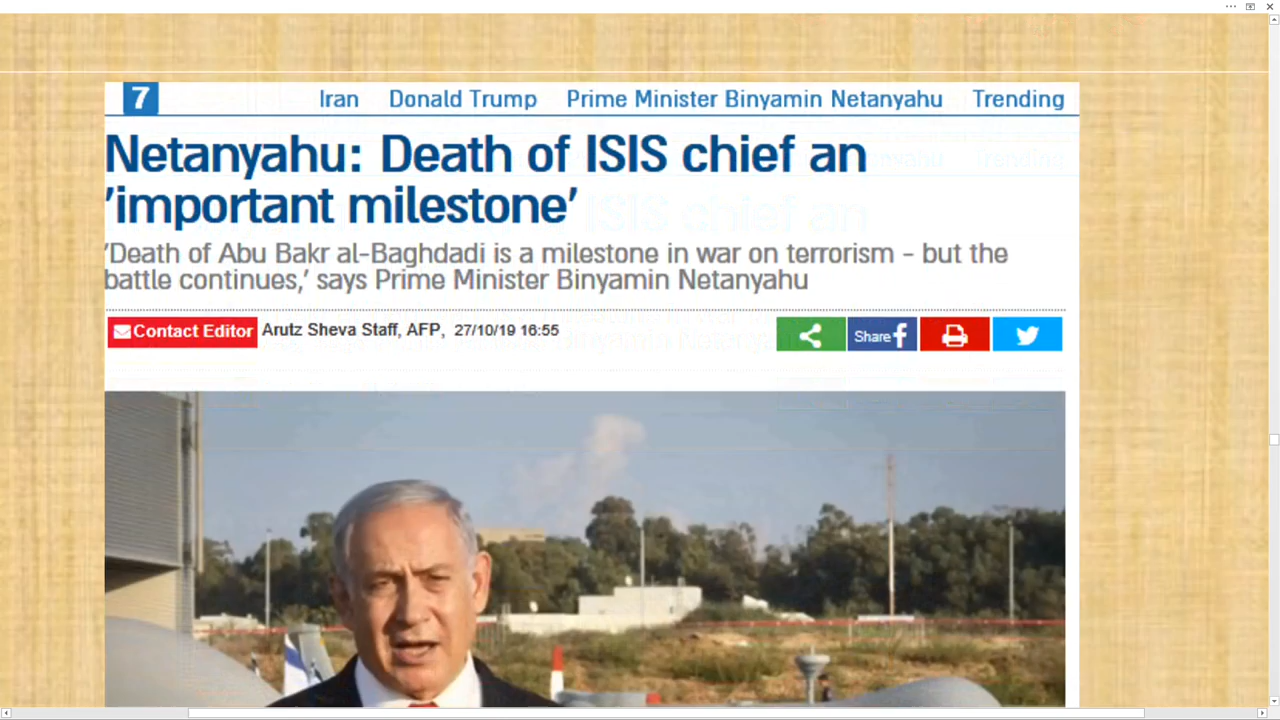 7 Iran Donald Trump Prime Minister Binyamin Netanyahu Trending
Netanyahu: Death of ISIS chief an
'important milestone'
'Death of Abu Bakr al-Baghdadi is a milestone in war on terrorism - but the
battle continues,' says Prime Minister Binyamin Netanyahu
Contact Editor Arutz Sheva Staff, AFP, 27/10/19 16:55
Share